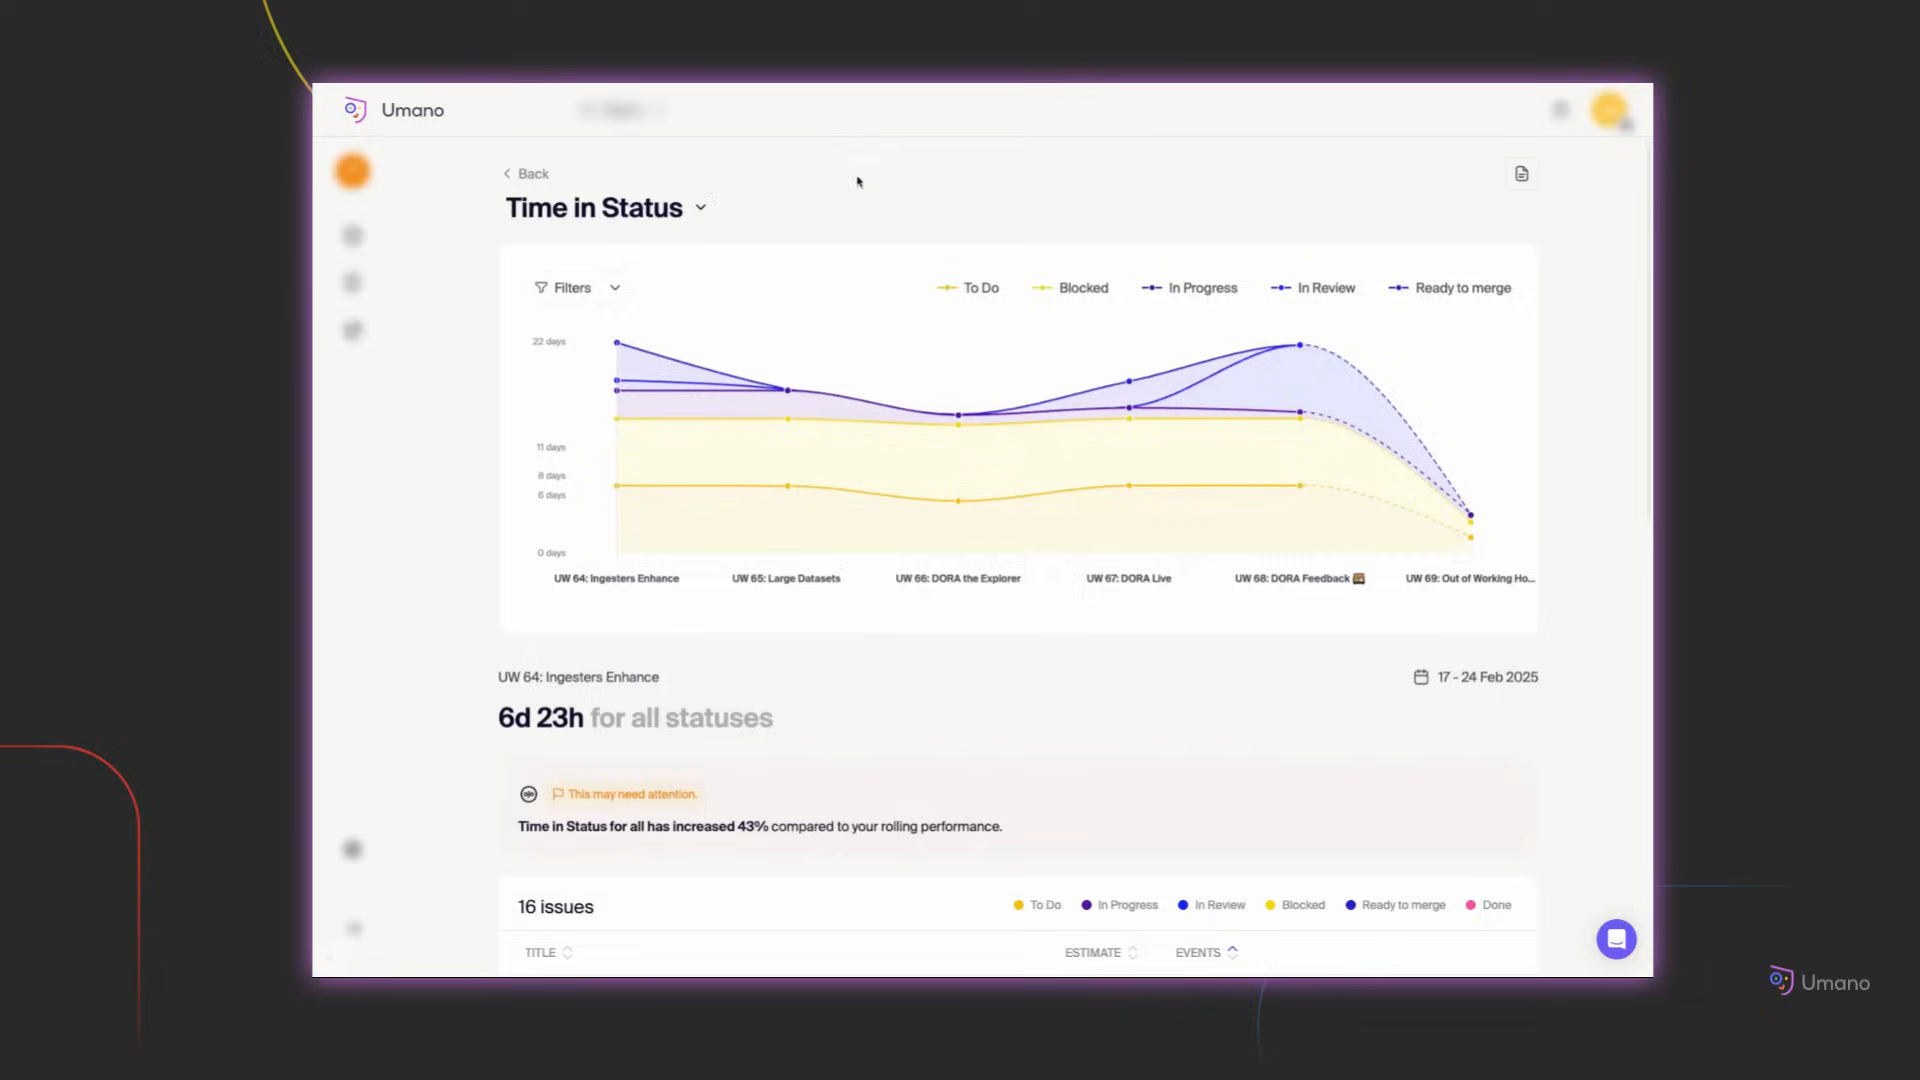 Umano
Back
Time in Status
Filters
To Do
Blocked
In Progress
In Review
Ready to merge
22 days
11 days
8 days
6 days
0 days
UW 64: Ingesters Enhance
UW 65: Large Datasets
UW 66: DORA the Explorer
UW 67: DORA Live
UW 68: DORA Feedback
UW 69: Out of Working Ho...
UW 64: Ingesters Enhance
17 - 24 Feb 2025
6d 23h for all statuses
This may need attention.
Time in Status for all has increased 43% compared to your rolling performance.
16 issues
To Do
In Progress
In Review
Blocked
Ready to merge
Done
TITLE
ESTIMATE
EVENTS
Umano